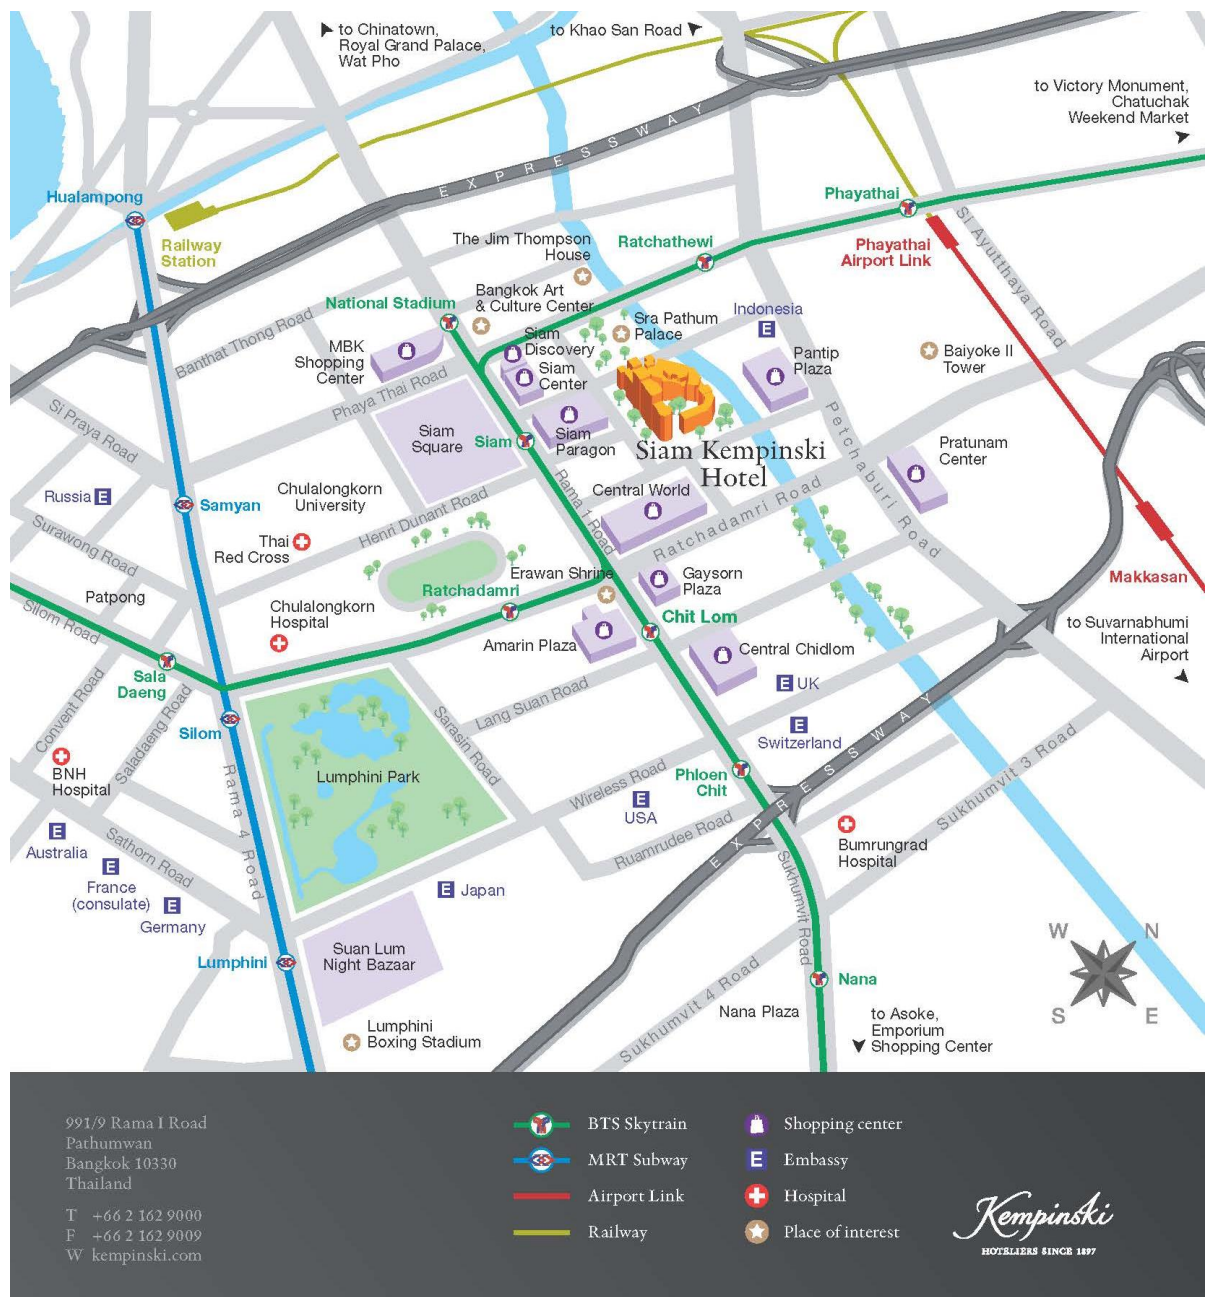 to Chinatown,
Royal Grand Palace,
Wat Pho
to Khao San Road
to Victory Monument,
Chatuchak
Weekend Market
EXPRESSWAY
Hualampong
Railway
Station
Phayathai
Phayathai
Airport Link
Si Ayutthaya Road
The Jim Thompson
House
Ratchathewi
National Stadium
Bangkok Art
& Culture Center
Banthat Thong Road
MBK
Shopping
Center
Siam
Discovery
Siam
Center
Sra Pathum
Palace
Indonesia
E
Pantip
Plaza
Baiyoke II
Tower
Phaya Thai Road
Si Praya Road
Siam
Square
Siam
Siam
Paragon
Siam Kempinski
Hotel
Petchaburi Road
Pratunam
Center
Russia E
Samyan
Chulalongkorn
University
Henri Dunant Road
Rama 1 Road
Central World
Ratchadamri Road
Surawong Road
Thai
Red Cross
Erawan Shrine
Gaysorn
Plaza
Makkasan
Patpong
Silom Road
Chulalongkorn
Hospital
Ratchadamri
Chit Lom
to Suvarnabhumi
International
Airport
Amarin Plaza
Central Chidlom
Sala
Daeng
E UK
Convent Road
Saladaeng Road
Silom
Lang Suan Road
Sarasin Road
E
Switzerland
EXPRESSWAY
BNH
Hospital
Rama 4 Road
Lumphini Park
Wireless Road
Phloen
Chit
Sukhumvit 3 Road
E
USA
Ruamrudee Road
Bumrungrad
Hospital
E
Australia
Sathorn Road
E
France
(consulate)
E
Germany
E Japan
Sukhumvit Road
Lumphini
Suan Lum
Night Bazaar
Sukhumvit 4 Road
Nana
Nana Plaza
W N
S E
Lumphini
Boxing Stadium
to Asoke,
Emporium
Shopping Center
991/9 Rama I Road
Pathumwan
Bangkok 10330
Thailand
T +66 2 162 9000
F +66 2 162 9009
W kempinski.com
BTS Skytrain
MRT Subway
Airport Link
Railway
Shopping center
E Embassy
Hospital
Place of interest
Kempinski
HOTELIERS SINCE 1897